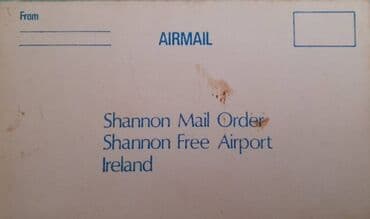 From
AIRMAIL
Shannon Mail Order
Shannon Free Airport
Ireland